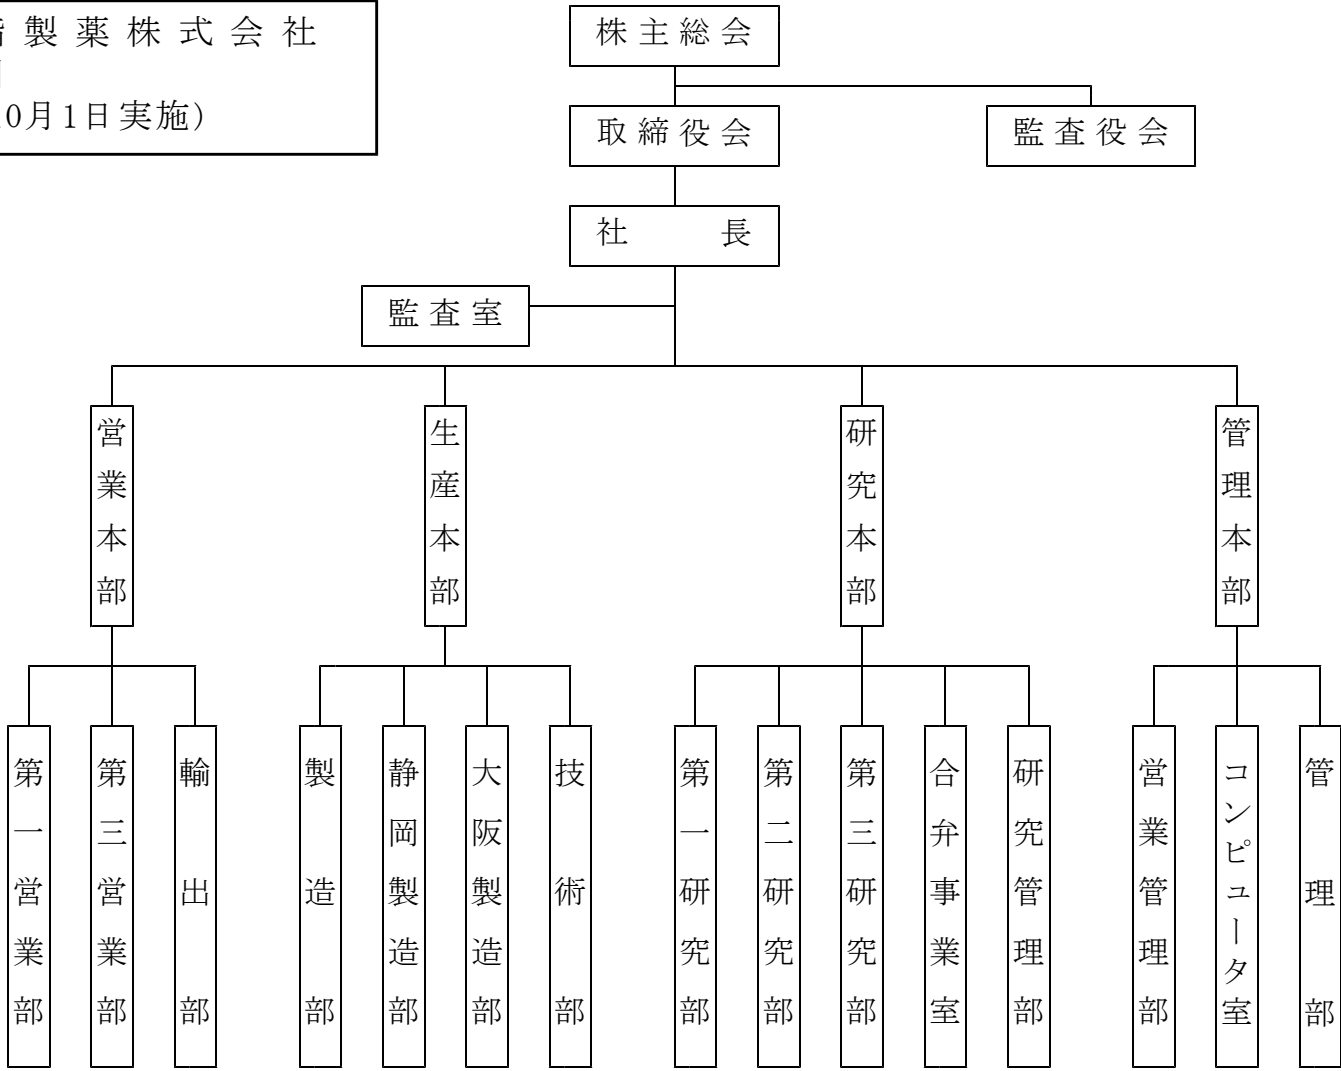 製薬株式会社
0月1日実施)
株主総会
取締役会
監査役会
社長
監査室
営業本部
生産本部
研究本部
管理本部
第一営業部
第三営業部
輸出部
製造部
静岡製造部
大阪製造部
技術部
第一研究部
第二研究部
第三研究部
合弁事業室
研究管理部
営業管理部
コンピュータ室
管理部